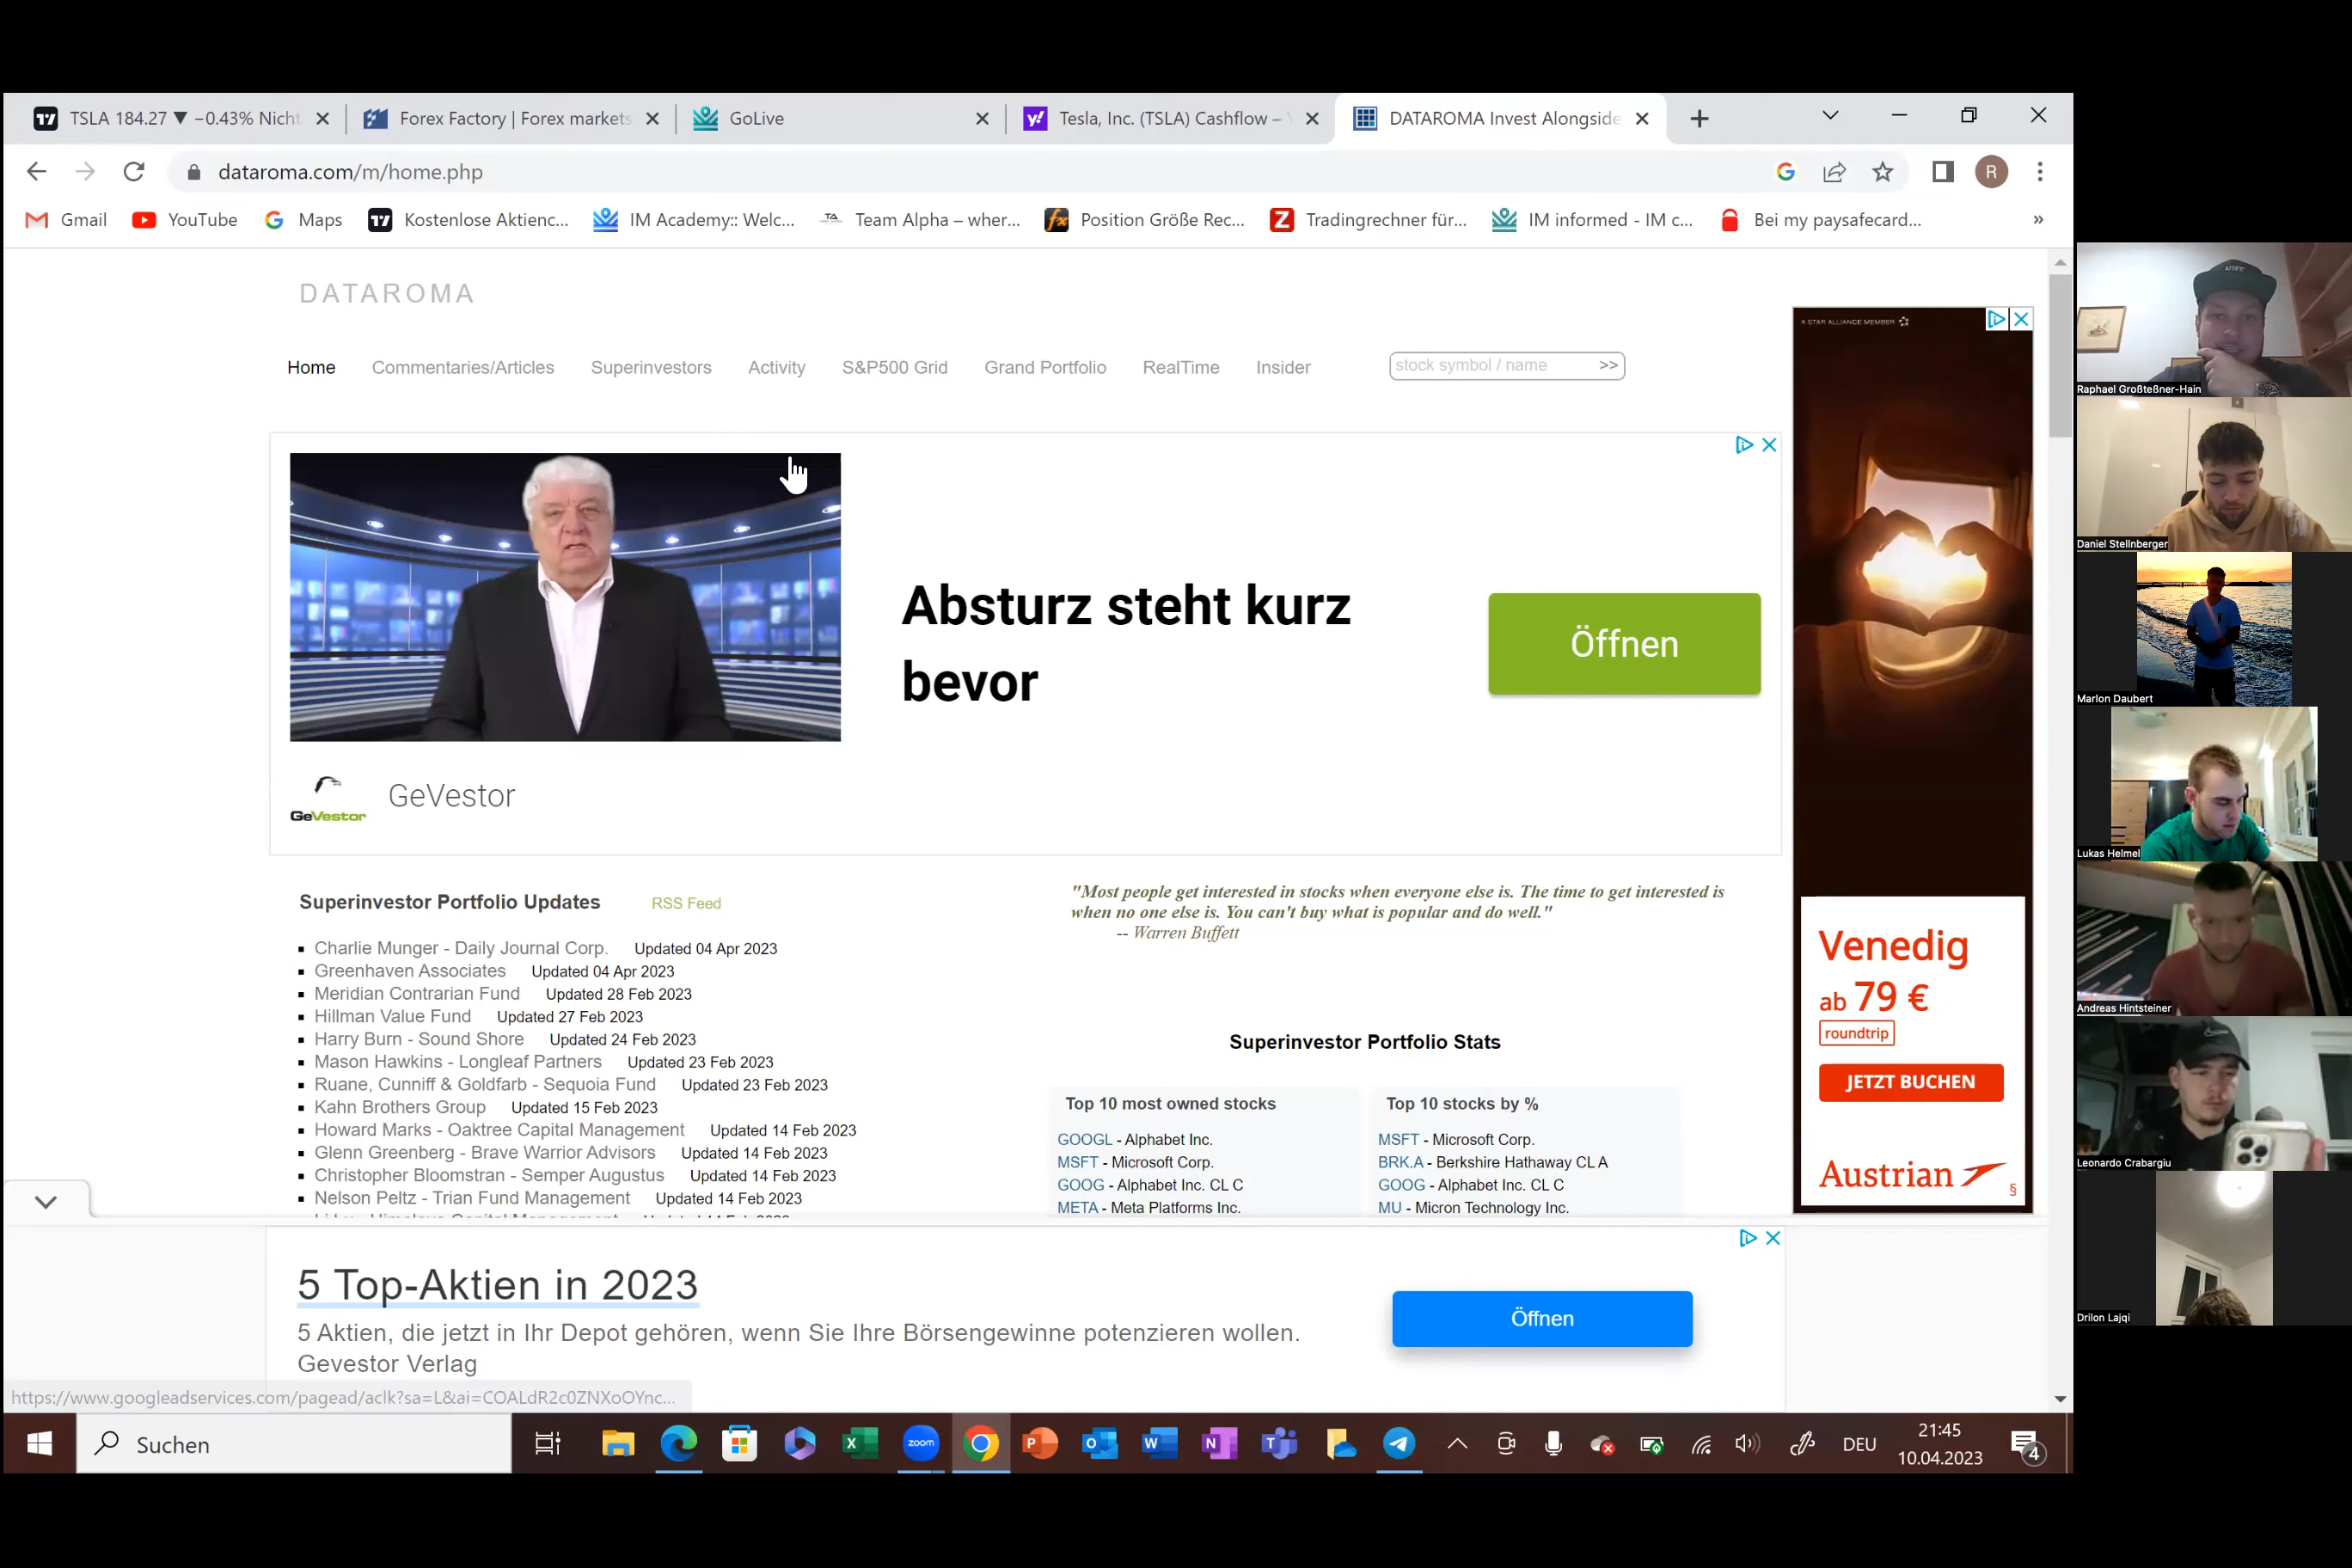 TSLA 184.27 ▼ −0.43% Nicht
Forex Factory | Forex markets
GoLive
Tesla, Inc. (TSLA) Cashflow –
DATAROMA Invest Alongside
dataroma.com/m/home.php
R
Gmail
YouTube
Maps
Kostenlose Aktienc...
IM Academy:: Welc...
Team Alpha – wher...
Position Größe Rec...
Tradingrechner für...
IM informed - IM c...
Bei my paysafecard...
»
DATAROMA
Home
Commentaries/Articles
Superinvestors
Activity
S&P500 Grid
Grand Portfolio
RealTime
Insider
stock symbol / name >>
A STAR ALLIANCE MEMBER
Absturz steht kurz
bevor
Öffnen
GeVestor
GeVestor
Superinvestor Portfolio Updates RSS Feed
Charlie Munger - Daily Journal Corp. Updated 04 Apr 2023
Greenhaven Associates Updated 04 Apr 2023
Meridian Contrarian Fund Updated 28 Feb 2023
Hillman Value Fund Updated 27 Feb 2023
Harry Burn - Sound Shore Updated 24 Feb 2023
Mason Hawkins - Longleaf Partners Updated 23 Feb 2023
Ruane, Cunniff & Goldfarb - Sequoia Fund Updated 23 Feb 2023
Kahn Brothers Group Updated 15 Feb 2023
Howard Marks - Oaktree Capital Management Updated 14 Feb 2023
Glenn Greenberg - Brave Warrior Advisors Updated 14 Feb 2023
Christopher Bloomstran - Semper Augustus Updated 14 Feb 2023
Nelson Peltz - Trian Fund Management Updated 14 Feb 2023
"Most people get interested in stocks when everyone else is. The time to get interested is
when no one else is. You can't buy what is popular and do well."
-- Warren Buffett
Superinvestor Portfolio Stats
Top 10 most owned stocks
GOOGL - Alphabet Inc.
MSFT - Microsoft Corp.
GOOG - Alphabet Inc. CL C
META - Meta Platforms Inc.
Top 10 stocks by %
MSFT - Microsoft Corp.
BRK.A - Berkshire Hathaway CL A
GOOG - Alphabet Inc. CL C
MU - Micron Technology Inc.
Venedig
ab 79 €
roundtrip
JETZT BUCHEN
Austrian
§
5 Top-Aktien in 2023
5 Aktien, die jetzt in Ihr Depot gehören, wenn Sie Ihre Börsengewinne potenzieren wollen.
Gevestor Verlag
Öffnen
https://www.googleadservices.com/pagead/aclk?sa=L&ai=COALdR2c0ZNXoOYnc...
Suchen
zoom
DEU
21:45
10.04.2023
4
Raphael Großteßner-Hain
Daniel Stellnberger
Marlon Daubert
Lukas Helmel
Andreas Hintsteiner
Leonardo Crabargiu
Drilon Lajqi